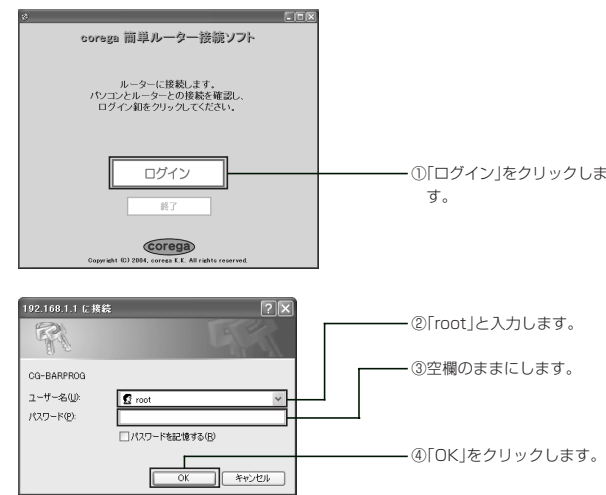 corega 簡単ルーター接続ソフト
ルーターに接続します。
パソコンとルーターとの接続を確認し、
ログイン釦をクリックしてください。
ログイン
①「ログイン」をクリックしま
す。
終了
corega
Copyright (C) 2004, corega K.K. All rights reserved.
192.168.1.1 に接続
②「root」と入力します。
③空欄のままにします。
CG-BARPROG
ユーザー名(U):
root
パスワード(P):
パスワードを記憶する(R)
④「OK」をクリックします。
OK
キャンセル